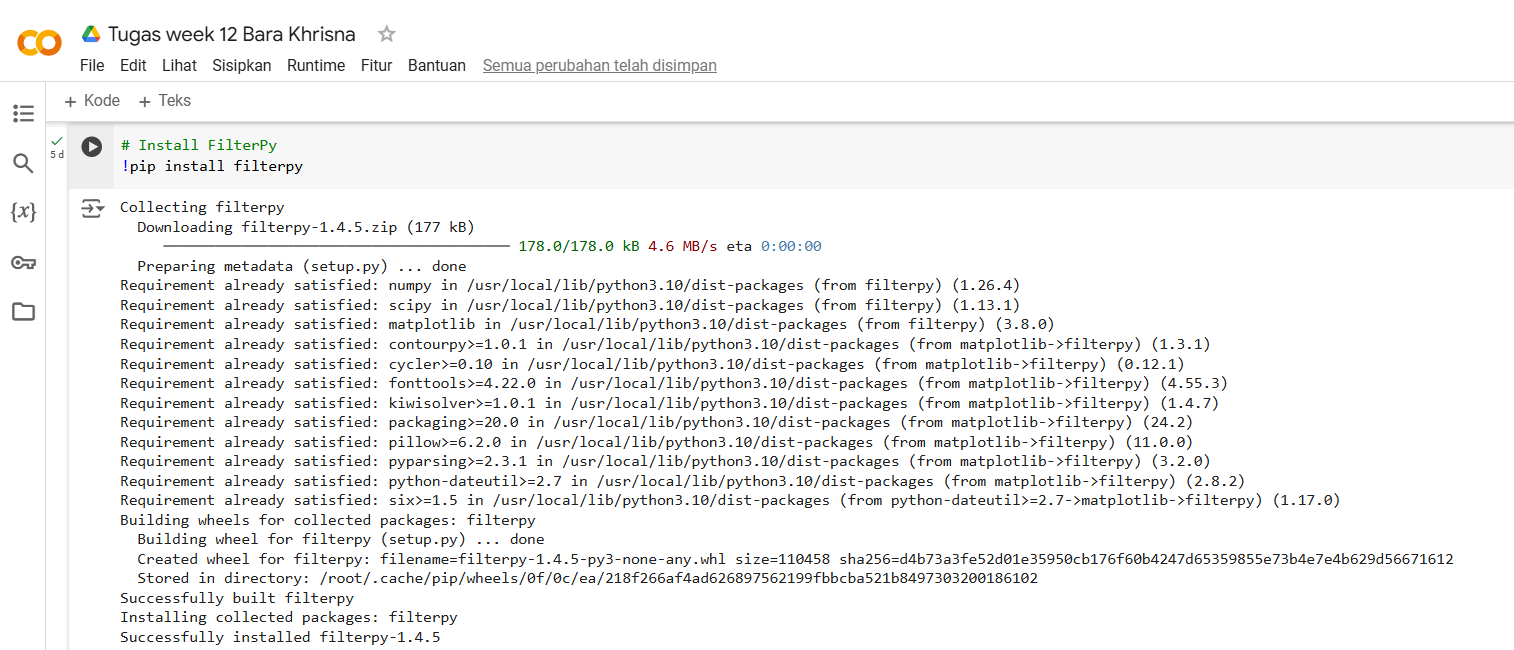 Tugas week 12 Bara Khrisna
File Edit Lihat Sisipkan Runtime Fitur Bantuan Semua perubahan telah disimpan
+ Kode + Teks
5 d
# Install FilterPy
!pip install filterpy
{x}
Collecting filterpy
Downloading filterpy-1.4.5.zip (177 kB)
178.0/178.0 kB 4.6 MB/s eta 0:00:00
Preparing metadata (setup.py) ... done
Requirement already satisfied: numpy in /usr/local/lib/python3.10/dist-packages (from filterpy) (1.26.4)
Requirement already satisfied: scipy in /usr/local/lib/python3.10/dist-packages (from filterpy) (1.13.1)
Requirement already satisfied: matplotlib in /usr/local/lib/python3.10/dist-packages (from filterpy) (3.8.0)
Requirement already satisfied: contourpy>=1.0.1 in /usr/local/lib/python3.10/dist-packages (from matplotlib->filterpy) (1.3.1)
Requirement already satisfied: cycler>=0.10 in /usr/local/lib/python3.10/dist-packages (from matplotlib->filterpy) (0.12.1)
Requirement already satisfied: fonttools>=4.22.0 in /usr/local/lib/python3.10/dist-packages (from matplotlib->filterpy) (4.55.3)
Requirement already satisfied: kiwisolver>=1.0.1 in /usr/local/lib/python3.10/dist-packages (from matplotlib->filterpy) (1.4.7)
Requirement already satisfied: packaging>=20.0 in /usr/local/lib/python3.10/dist-packages (from matplotlib->filterpy) (24.2)
Requirement already satisfied: pillow>=6.2.0 in /usr/local/lib/python3.10/dist-packages (from matplotlib->filterpy) (11.0.0)
Requirement already satisfied: pyparsing>=2.3.1 in /usr/local/lib/python3.10/dist-packages (from matplotlib->filterpy) (3.2.0)
Requirement already satisfied: python-dateutil>=2.7 in /usr/local/lib/python3.10/dist-packages (from matplotlib->filterpy) (2.8.2)
Requirement already satisfied: six>=1.5 in /usr/local/lib/python3.10/dist-packages (from python-dateutil>=2.7->matplotlib->filterpy) (1.17.0)
Building wheels for collected packages: filterpy
Building wheel for filterpy (setup.py) ... done
Created wheel for filterpy: filename=filterpy-1.4.5-py3-none-any.whl size=110458 sha256=d4b73a3fe52d01e35950cb176f60b4247d65359855e73b4e7e4b629d56671612
Stored in directory: /root/.cache/pip/wheels/0f/0c/ea/218f266af4ad626897562199fbbcba521b8497303200186102
Successfully built filterpy
Installing collected packages: filterpy
Successfully installed filterpy-1.4.5